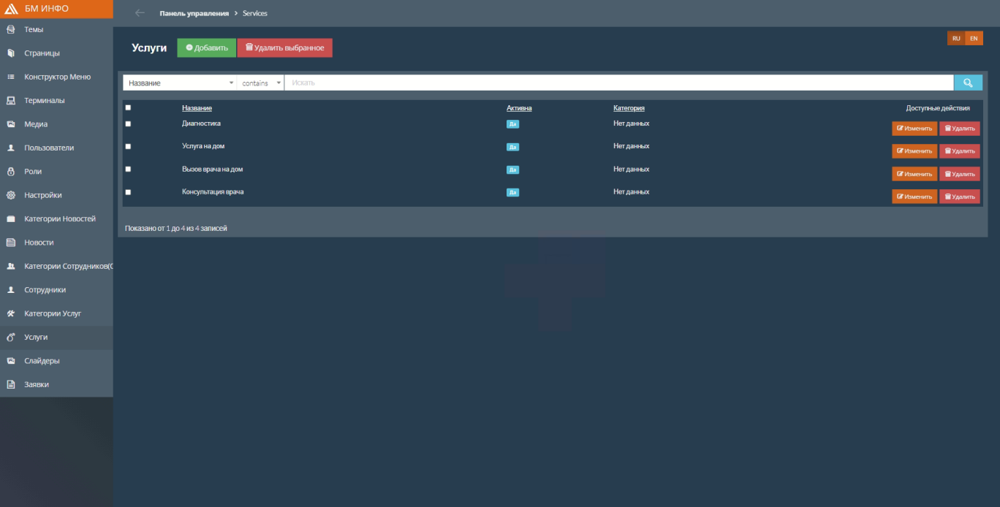 БМ ИНФО
Панель управления > Services
Темы
Страницы
Конструктор Меню
Терминалы
Медиа
Пользователи
Роли
Настройки
Категории Новостей
Новости
Категории Сотрудников(
Сотрудники
Категории Услуг
Услуги
Слайдеры
Заявки
Услуги Добавить Удалить выбранное RU EN
Название contains Искать
Название Активна Категория Доступные действия
Диагностика Да Нет данных Изменить Удалить
Услуга на дом Да Нет данных Изменить Удалить
Вызов врача на дом Да Нет данных Изменить Удалить
Консультация врача Да Нет данных Изменить Удалить
Показано от 1 до 4 из 4 записей